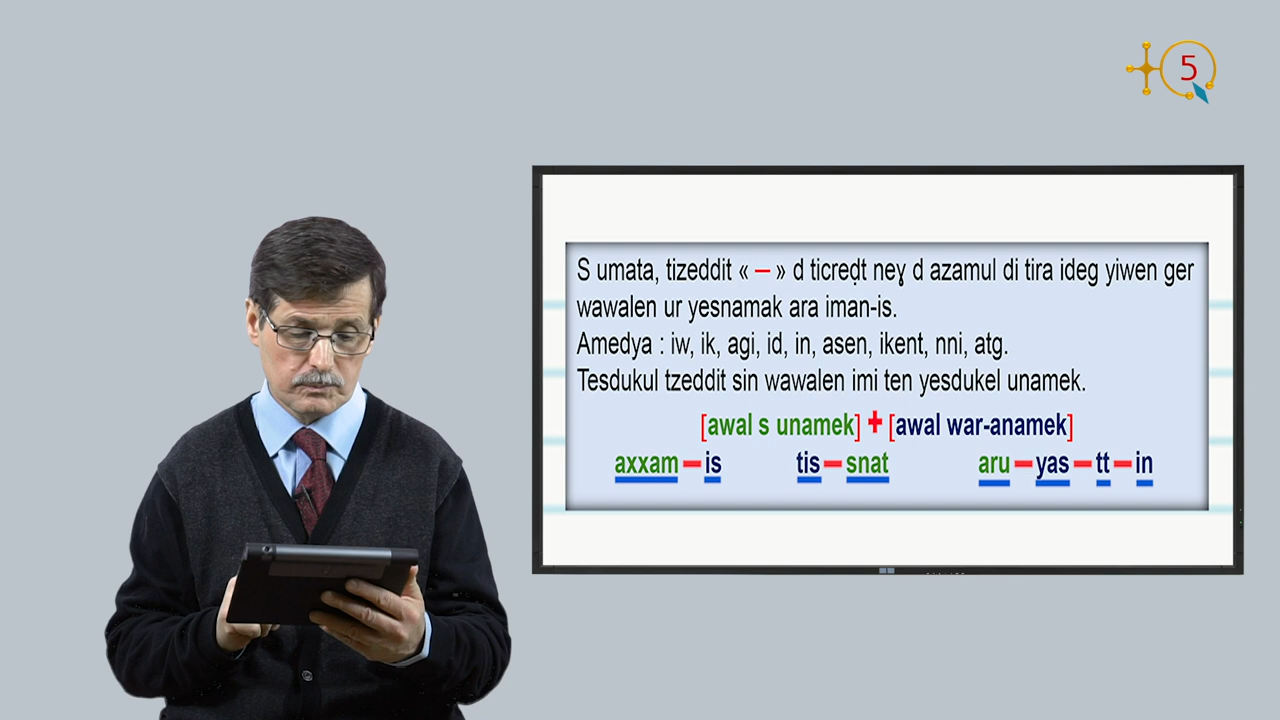 5
S umata, tizeddit « – » d ticreḍt neɣ d azamul di tira ideg yiwen ger
wawalen ur yesnamak ara iman-is.
Amedya : iw, ik, agi, id, in, asen, ikent, nni, atg.
Tesdukul tzeddit sin wawalen imi ten yesdukel unamek.
[awal s unamek] + [awal war-anamek]
axxam–is tis–snat aru–yas–tt–in